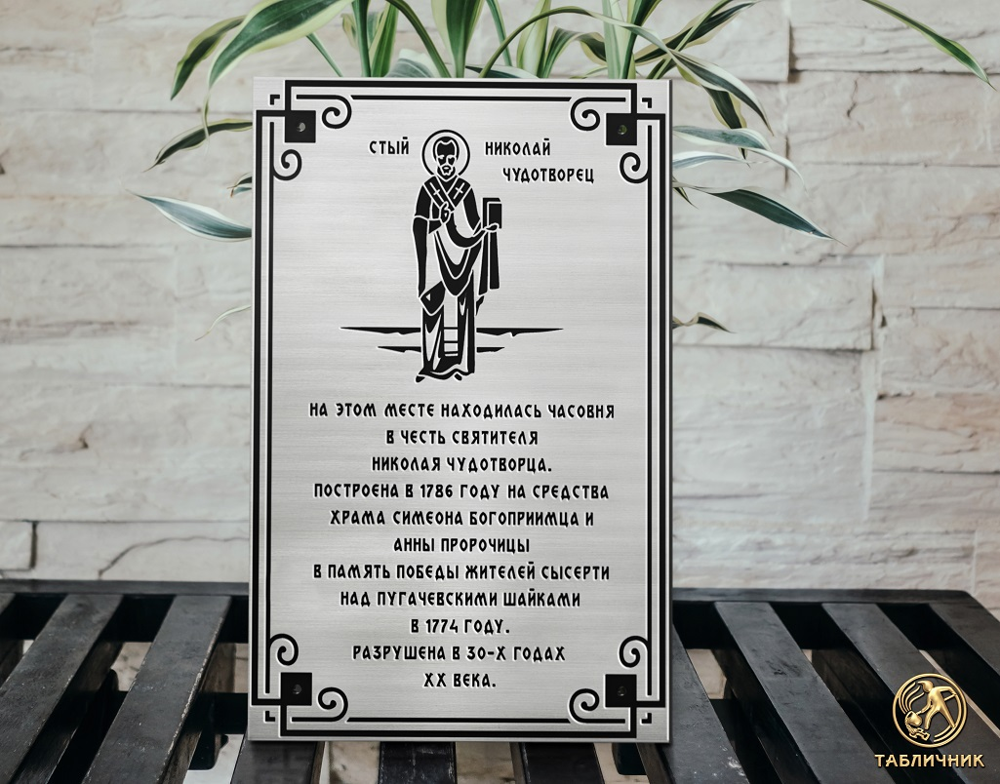 СТЫЙ НИКОЛАЙ
ЧУДОТВОРЕЦ
НА ЭТОМ МЕСТЕ НАХОДИЛАСЬ ЧАСОВНЯ
В ЧЕСТЬ СВЯТИТЕЛЯ
НИКОЛАЯ ЧУДОТВОРЦА.
ПОСТРОЕНА В 1786 ГОДУ НА СРЕДСТВА
ХРАМА СИМЕОНА БОГОПРИИМЦА И
АННЫ ПРОРОЧИЦЫ
В ПАМЯТЬ ПОБЕДЫ ЖИТЕЛЕЙ СЫСЕРТИ
НАД ПУГАЧЕВСКИМИ ШАЙКАМИ
В 1774 ГОДУ.
РАЗРУШЕНА В 30-Х ГОДАХ
ХХ ВЕКА.
ТАБЛИЧНИК